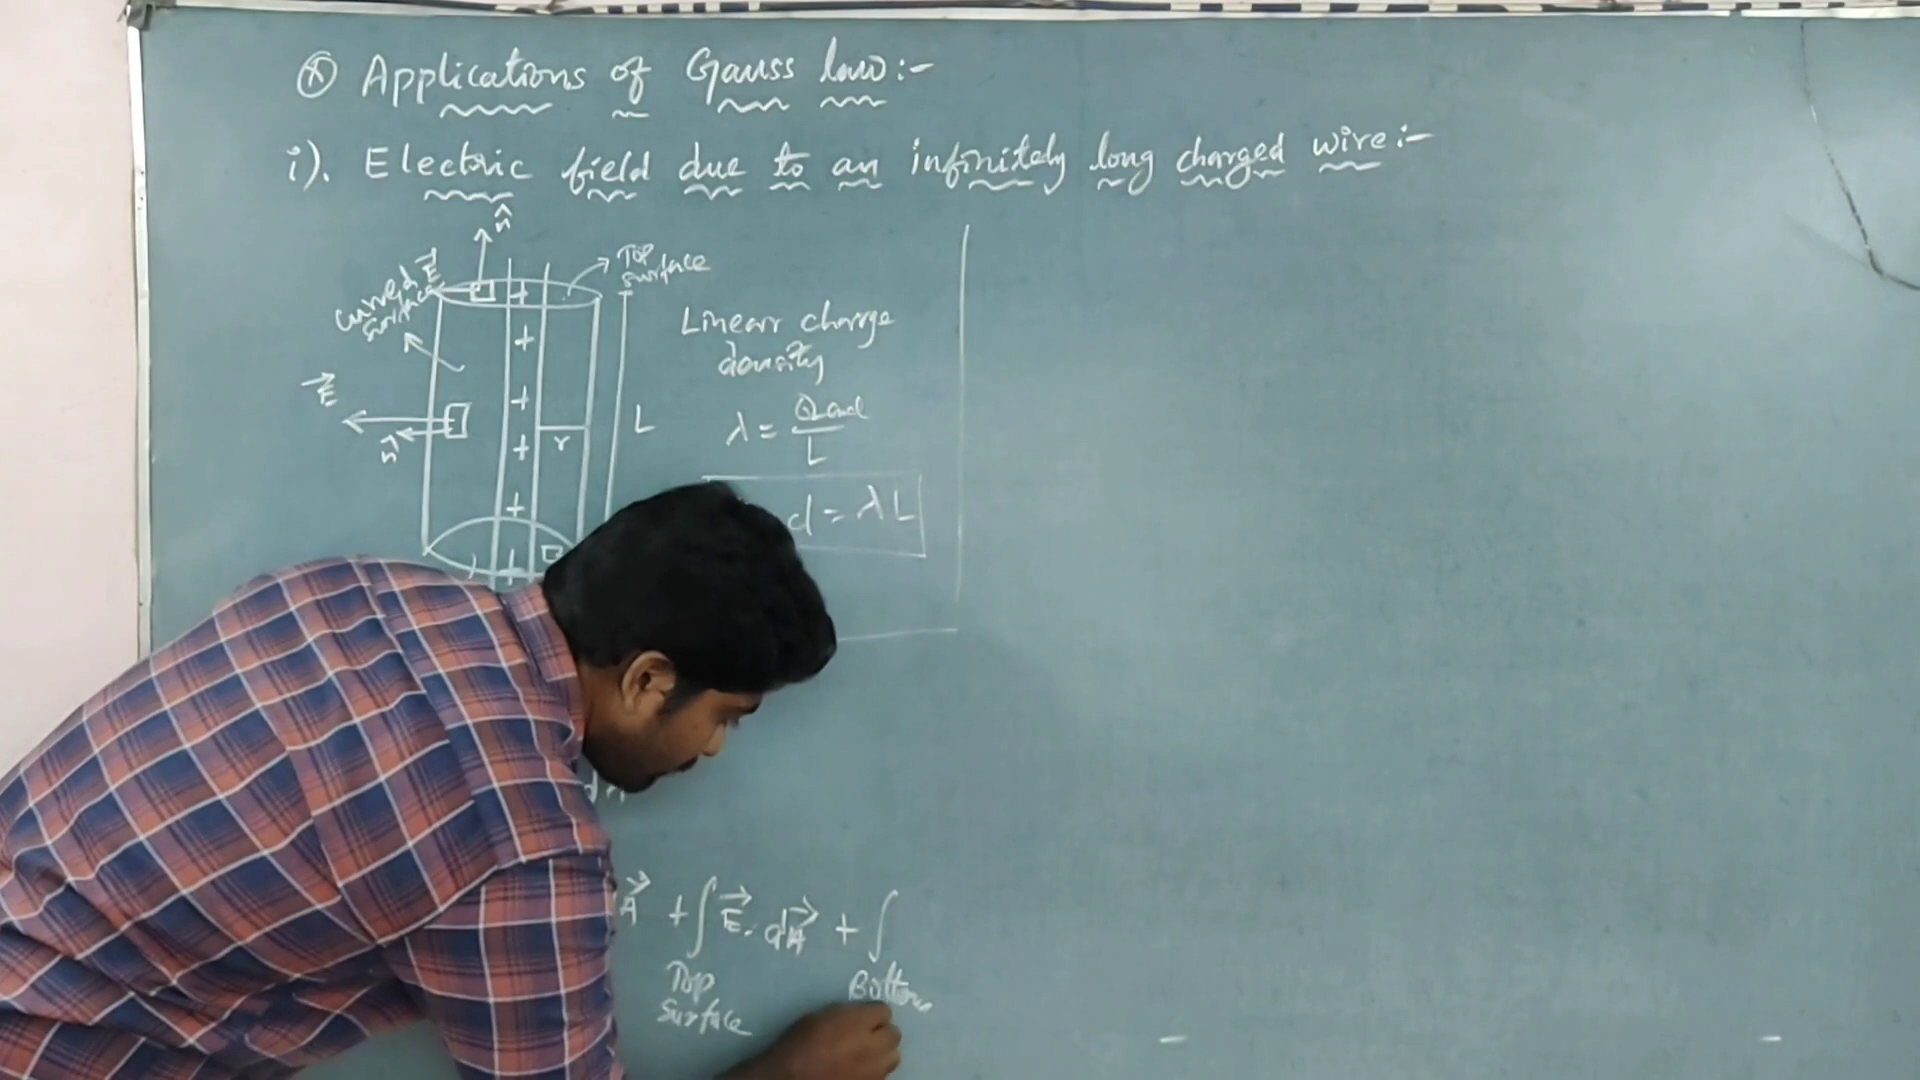 * Applications of Gauss law:-
i). Electric field due to an infinitely long charged wire:-
n̂
Top
surface
curved
surface
E⃗
+
+
+
+
+
+
E⃗
n̂
r
L
Linear charge
density
λ = Qencl
L
d = λL
A⃗ + ∫ E⃗. dA⃗ + ∫
Top
Surface
Bottom